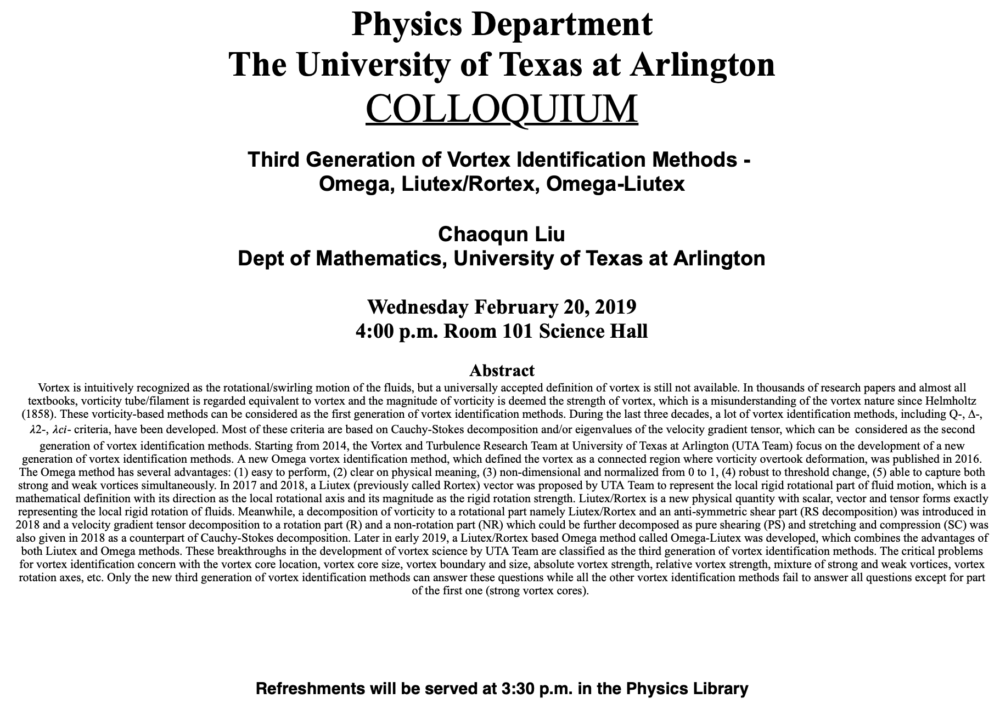 Physics Department
The University of Texas at Arlington
COLLOQUIUM
Third Generation of Vortex Identification Methods -
Omega, Liutex/Rortex, Omega-Liutex
Chaoqun Liu
Dept of Mathematics, University of Texas at Arlington
Wednesday February 20, 2019
4:00 p.m. Room 101 Science Hall
Abstract
Vortex is intuitively recognized as the rotational/swirling motion of the fluids, but a universally accepted definition of vortex is still not available. In thousands of research papers and almost all
textbooks, vorticity tube/filament is regarded equivalent to vortex and the magnitude of vorticity is deemed the strength of vortex, which is a misunderstanding of the vortex nature since Helmholtz
(1858). These vorticity-based methods can be considered as the first generation of vortex identification methods. During the last three decades, a lot of vortex identification methods, including Q-, Δ-,
λ2-, λci- criteria, have been developed. Most of these criteria are based on Cauchy-Stokes decomposition and/or eigenvalues of the velocity gradient tensor, which can be  considered as the second
generation of vortex identification methods. Starting from 2014, the Vortex and Turbulence Research Team at University of Texas at Arlington (UTA Team) focus on the development of a new
generation of vortex identification methods. A new Omega vortex identification method, which defined the vortex as a connected region where vorticity overtook deformation, was published in 2016.
The Omega method has several advantages: (1) easy to perform, (2) clear on physical meaning, (3) non-dimensional and normalized from 0 to 1, (4) robust to threshold change, (5) able to capture both
strong and weak vortices simultaneously. In 2017 and 2018, a Liutex (previously called Rortex) vector was proposed by UTA Team to represent the local rigid rotational part of fluid motion, which is a
mathematical definition with its direction as the local rotational axis and its magnitude as the rigid rotation strength. Liutex/Rortex is a new physical quantity with scalar, vector and tensor forms exactly
representing the local rigid rotation of fluids. Meanwhile, a decomposition of vorticity to a rotational part namely Liutex/Rortex and an anti-symmetric shear part (RS decomposition) was introduced in
2018 and a velocity gradient tensor decomposition to a rotation part (R) and a non-rotation part (NR) which could be further decomposed as pure shearing (PS) and stretching and compression (SC) was
also given in 2018 as a counterpart of Cauchy-Stokes decomposition. Later in early 2019, a Liutex/Rortex based Omega method called Omega-Liutex was developed, which combines the advantages of
both Liutex and Omega methods. These breakthroughs in the development of vortex science by UTA Team are classified as the third generation of vortex identification methods. The critical problems
for vortex identification concern with the vortex core location, vortex core size, vortex boundary and size, absolute vortex strength, relative vortex strength, mixture of strong and weak vortices, vortex
rotation axes, etc. Only the new third generation of vortex identification methods can answer these questions while all the other vortex identification methods fail to answer all questions except for part
of the first one (strong vortex cores).
Refreshments will be served at 3:30 p.m. in the Physics Library